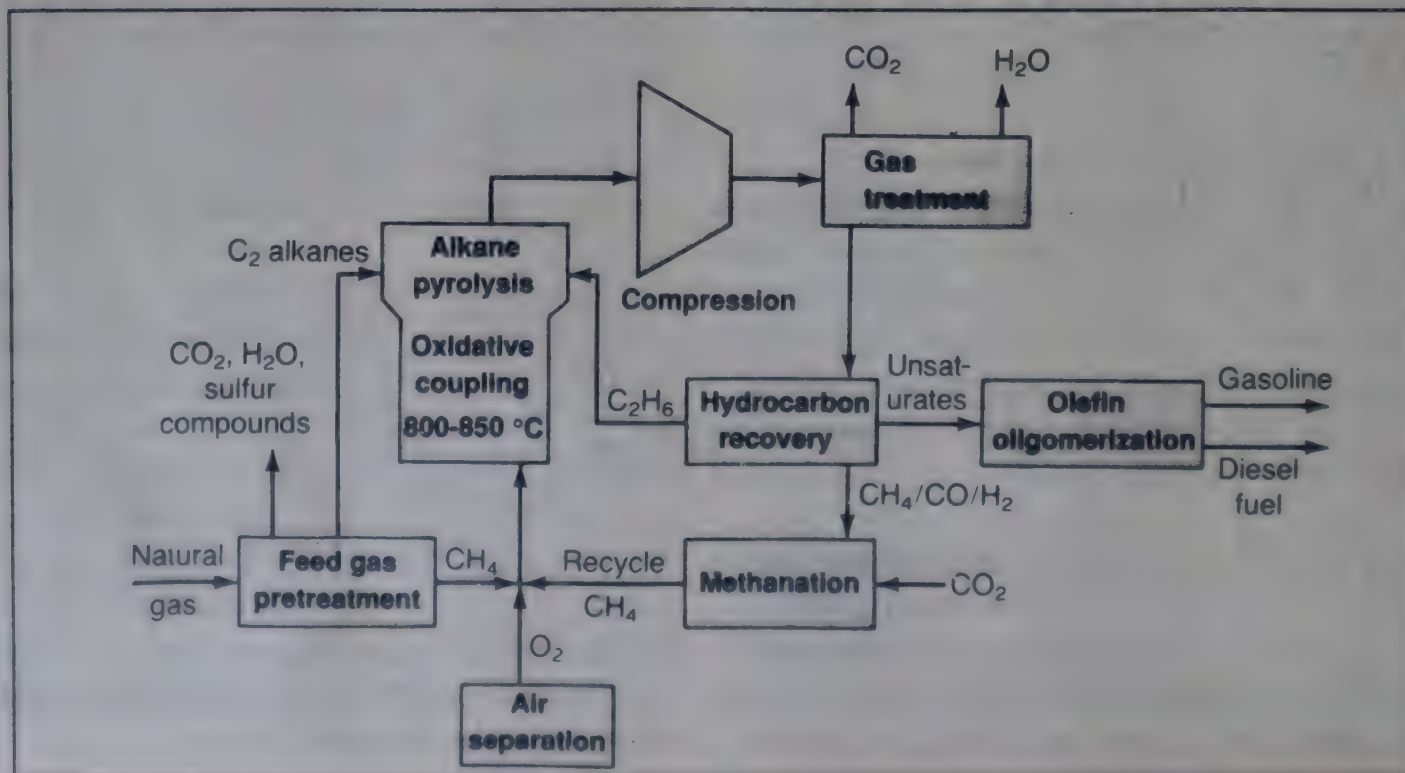 CO₂
H₂O
Gas
treatment
Alkane
pyrolysis
C₂ alkanes
Compression
Oxidative
coupling
800-850 °C
CO₂, H₂O,
sulfur
compounds
C₂H₆
Hydrocarbon
recovery
Unsat-
urates
Olefin
oligomerization
Gasoline
Diesel
fuel
CH₄/CO/H₂
Natural
gas
Feed gas
pretreatment
CH₄
Recycle
CH₄
Methanation
CO₂
O₂
Air
separation